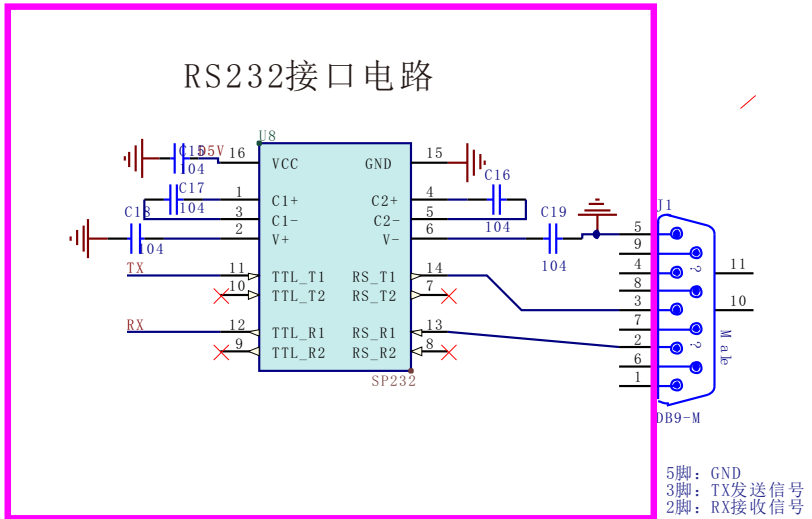 RS232接口电路
U8
C15 D5V
104
16
VCC
GND
15
C17
104
1
C1+
C2+
4
C16
104
3
C1-
C2-
5
C18
104
2
V+
V-
6
C19
104
TX
11
TTL_T1
RS_T1
14
10
TTL_T2
RS_T2
7
RX
12
TTL_R1
RS_R1
13
9
TTL_R2
RS_R2
8
SP232
J1
5
9
4
8
3
7
2
6
1
?
?
11
10
Male
DB9-M
5脚：GND
3脚：TX发送信号
2脚：RX接收信号